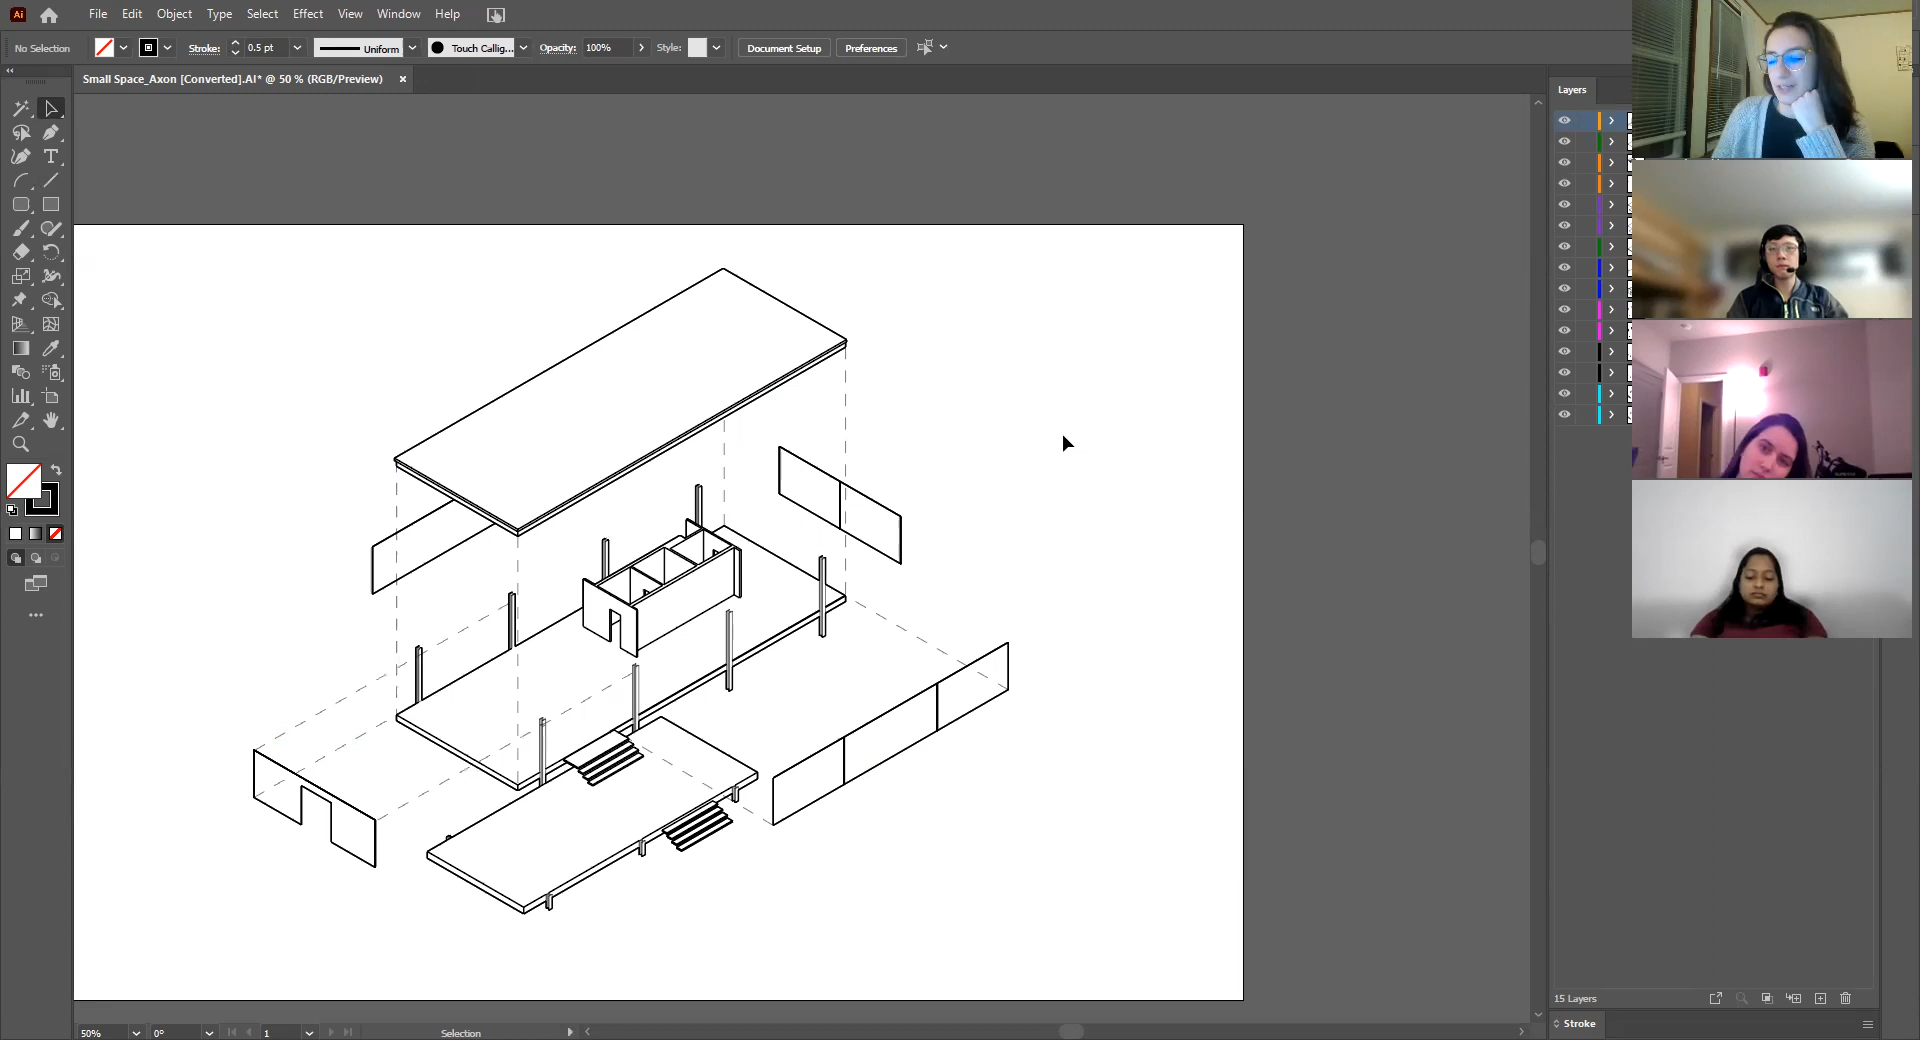 Ai File Edit Object Type Select Effect View Window Help
No Selection Stroke: 0.5 pt Uniform Touch Callig... Opacity: 100% Style: Document Setup Preferences
Small Space_Axon [Converted].AI* @ 50 % (RGB/Preview) ×
Layers
15 Layers
Stroke
50% 0° 1 Selection